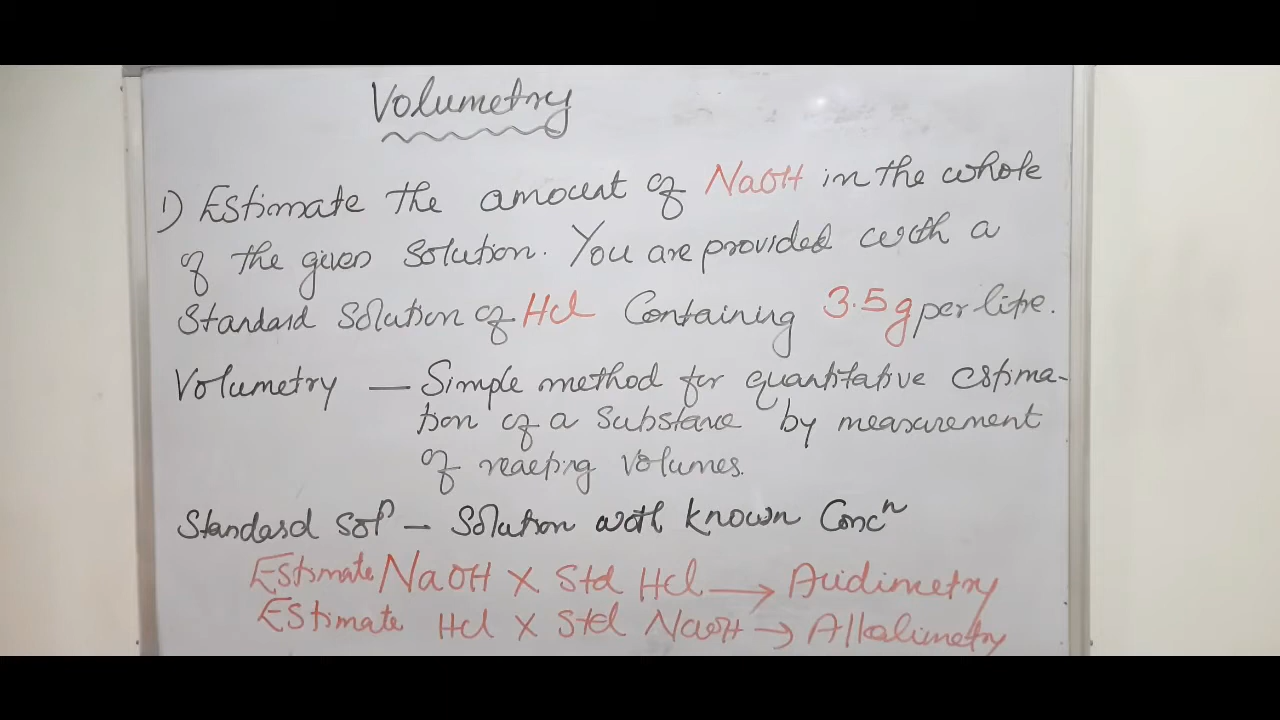 Volumetry
1) Estimate the amount of NaOH in the whole
of the given solution. You are provided with a
Standard Solution of Hcl Containing 3.5g per litre.
Volumetry — Simple method for quantitative estima-
tion of a Substance by measurement
of reacting volumes.
Standard Solⁿ - Solution with known Concⁿ
Estimate NaOH X Std Hcl → Acidimetry
Estimate Hcl X Std NaOH → Alkalimetry